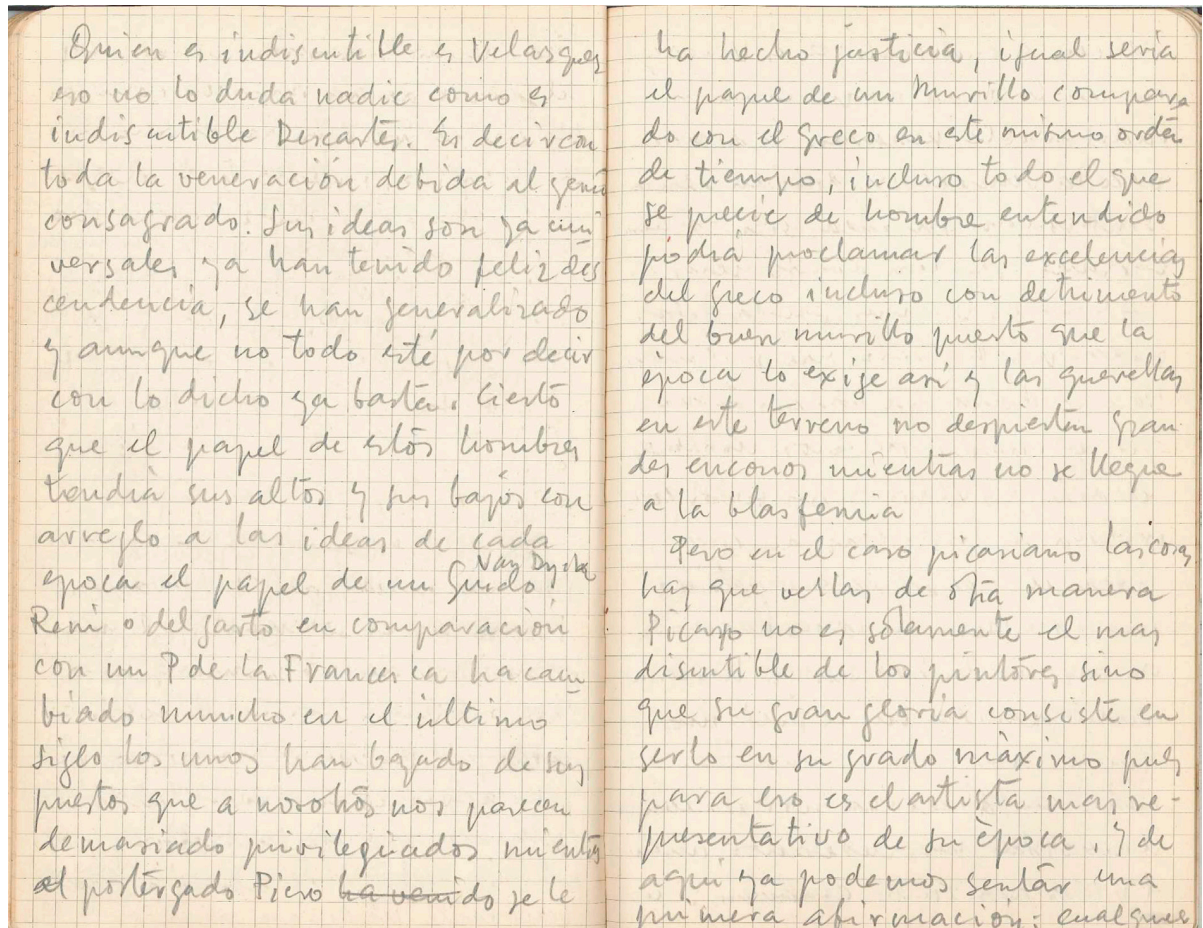 Quien es indiscutible es Velasquez
eso no lo duda nadie como es
indiscutible Descartes. Es decir con
toda la veneración debida al genio
consagrado. Sus ideas son ya uni
versales ya han tenido feliz des
cendencia, se han generalizado
y aunque no todo esté por decir
con lo dicho ya basta. Cierto
que el papel de estos hombres
tendrá sus altos y sus bajos con
arreglo a las ideas de cada
Van Dyck
época el papel de un Guido
Reni o del Sarto en comparación
con un P de la Francesca ha cam
biado mucho en el último
siglo los unos han bajado de sus
puestos que a nosotros nos parecen
demasiado privilegiados mientras
al postergado Piero ha venido se le
ha hecho justicia, igual sería
el papel de un Murillo compara
do con el Greco en este mismo orden
de tiempo, incluso todo el que
se precie de hombre entendido
podrá proclamar las excelencias
del Greco incluso con detrimento
del buen murillo puesto que la
época lo exige así y las querellas
en este terreno no despiertan gran
des enconos mientras no se llegue
a la blasfemia
Pero en el caso picasiano las cosas
hay que verlas de otra manera
Picasso no es solamente el mas
discutible de los pintores sino
que su gran gloria consiste en
serlo en su grado máximo pues
para eso es el artista mas re-
presentativo de su época. Y de
aquí ya podemos sentar una
primera afirmación: cualquier